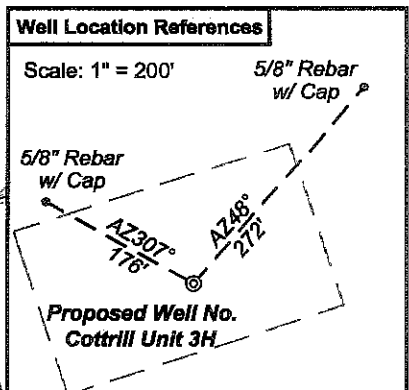 Well Location References
Scale: 1" = 200'
5/8" Rebar
w/ Cap
5/8" Rebar
w/ Cap
AZ307°
176'
AZ48°
272'
Proposed Well No.
Cottrill Unit 3H